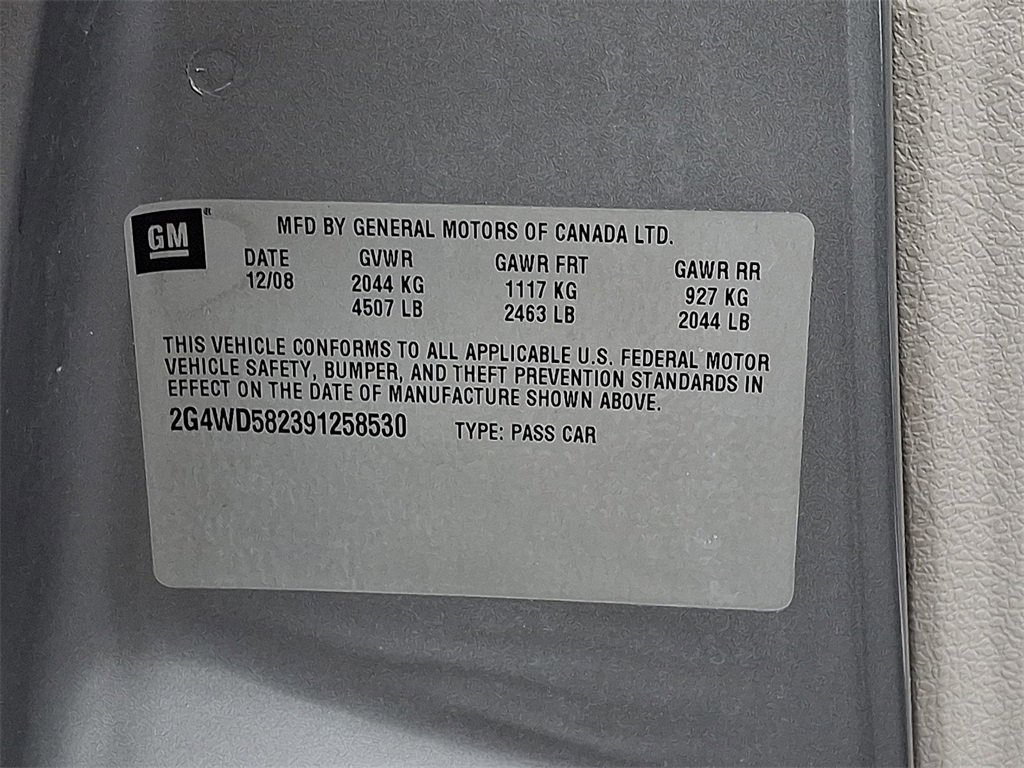 GM
MFD BY GENERAL MOTORS OF CANADA LTD.
DATE GVWR GAWR FRT GAWR RR
12/08 2044 KG 1117 KG 927 KG
4507 LB 2463 LB 2044 LB
THIS VEHICLE CONFORMS TO ALL APPLICABLE U.S. FEDERAL MOTOR
VEHICLE SAFETY, BUMPER, AND THEFT PREVENTION STANDARDS IN
EFFECT ON THE DATE OF MANUFACTURE SHOWN ABOVE.
2G4WD582391258530 TYPE: PASS CAR